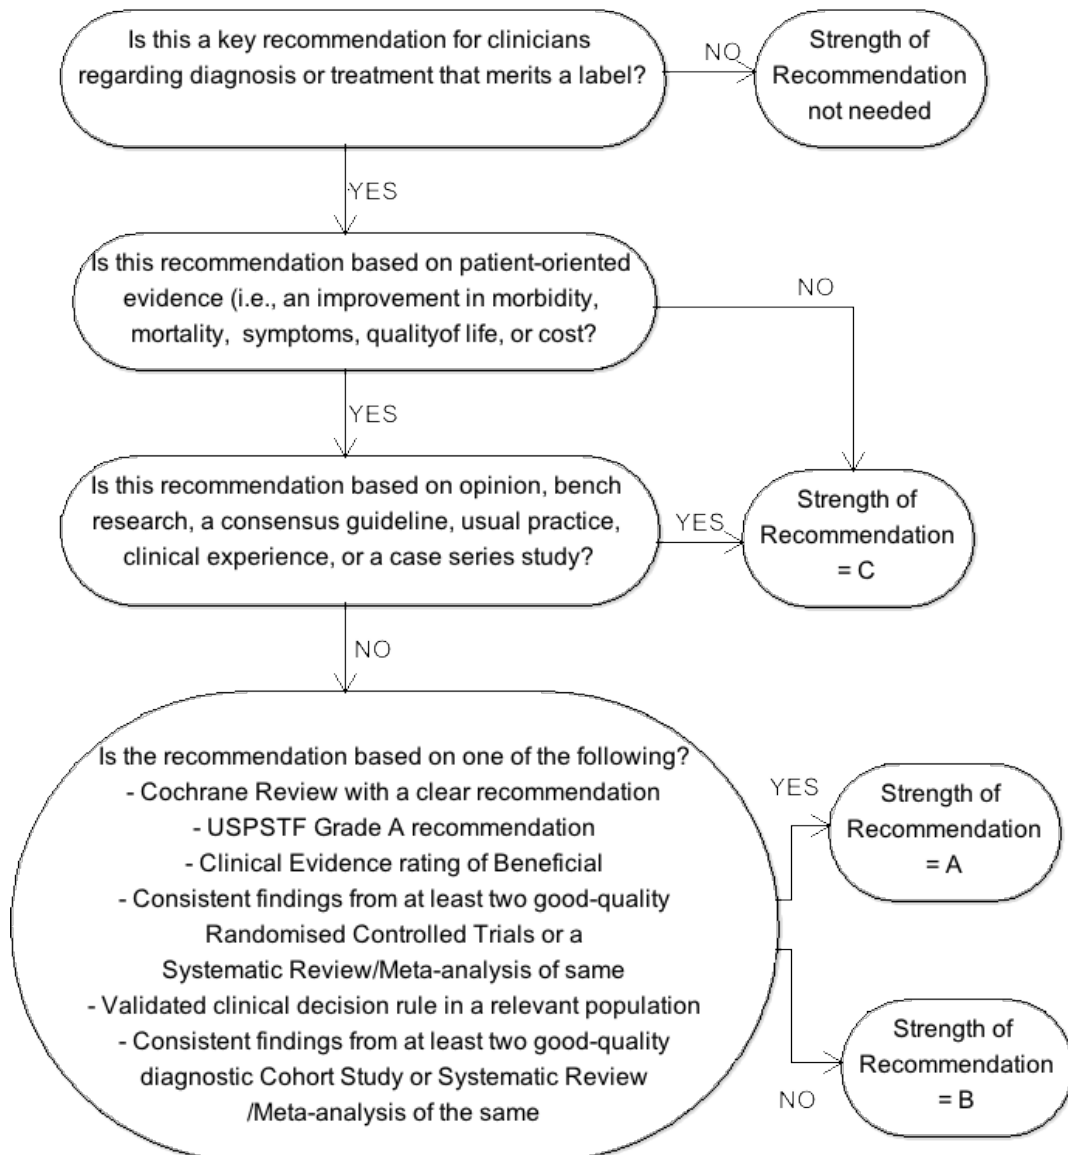 Is this a key recommendation for clinicians
regarding diagnosis or treatment that merits a label?
NO
Strength of
Recommendation
not needed
YES
Is this recommendation based on patient-oriented
evidence (i.e., an improvement in morbidity,
mortality, symptoms, qualityof life, or cost?
NO
YES
Is this recommendation based on opinion, bench
research, a consensus guideline, usual practice,
clinical experience, or a case series study?
YES
Strength of
Recommendation
= C
NO
Is the recommendation based on one of the following?
- Cochrane Review with a clear recommendation
- USPSTF Grade A recommendation
- Clinical Evidence rating of Beneficial
- Consistent findings from at least two good-quality
Randomised Controlled Trials or a
Systematic Review/Meta-analysis of same
- Validated clinical decision rule in a relevant population
- Consistent findings from at least two good-quality
diagnostic Cohort Study or Systematic Review
/Meta-analysis of the same
YES
Strength of
Recommendation
= A
NO
Strength of
Recommendation
= B